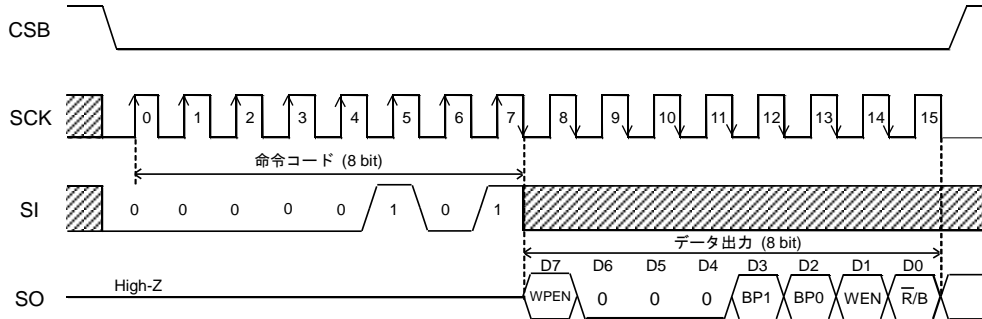 CSB
SCK
0 1 2 3 4 5 6 7 8 9 10 11 12 13 14 15
命令コード (8 bit)
SI
0 0 0 0 0 1 0 1
データ出力 (8 bit)
D7 D6 D5 D4 D3 D2 D1 D0
SO
High-Z
WPEN 0 0 0 BP1 BP0 WEN R̅/B